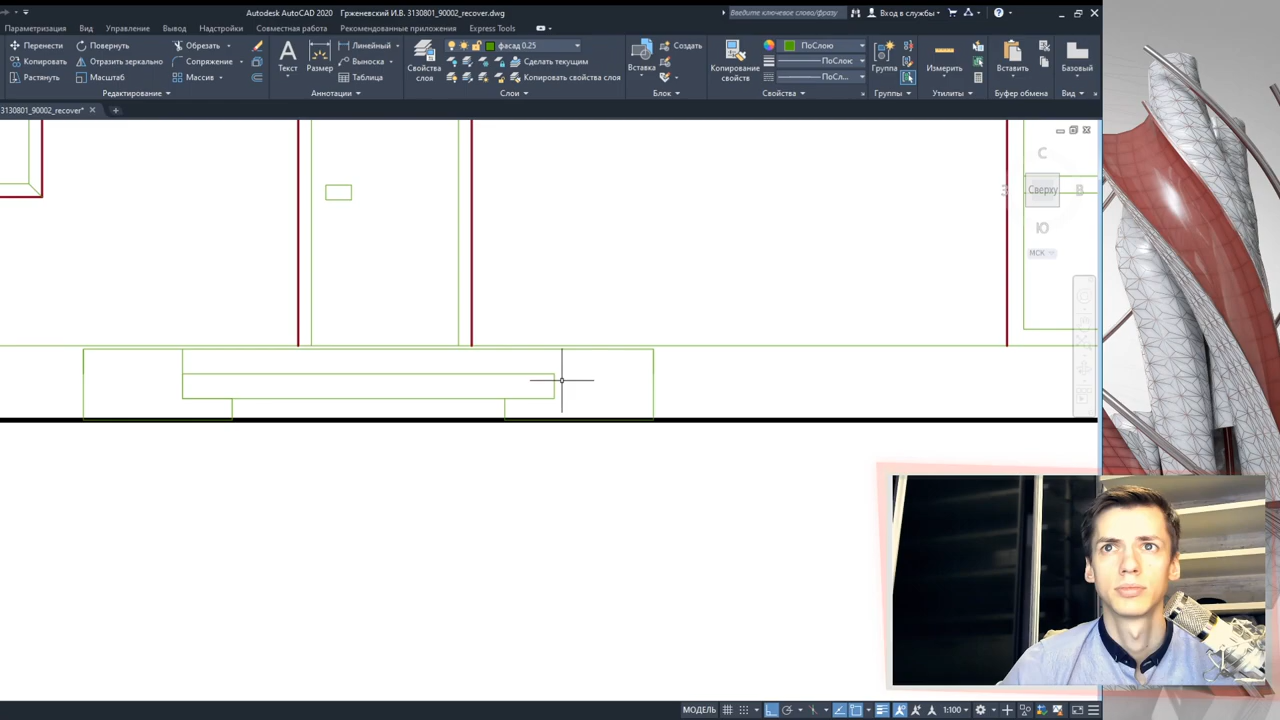 Autodesk AutoCAD 2020 Грженевский И.В. 3130801_90002_recover.dwg
Введите ключевое слово/фразу
Вход в службы
Параметризация Вид Управление Вывод Надстройки Совместная работа Рекомендованные приложения Express Tools
Перенести Повернуть Обрезать
Копировать Отразить зеркально Сопряжение
Растянуть Масштаб Массив
Редактирование
Текст Размер
Линейный
Выноска
Таблица
Аннотации
Свойства слоя
фасад 0.25
Сделать текущим
Копировать свойства слоя
Слои
Вставка
Создать
Блок
Копирование свойств
ПоСлою
ПоСлою
ПоСл...
Свойства
Группа
Группы
Измерить
Утилиты
Вставить
Буфер обмена
Базовый
Вид
3130801_90002_recover*
С
З Сверху В
Ю
МСК
МОДЕЛЬ 1:100